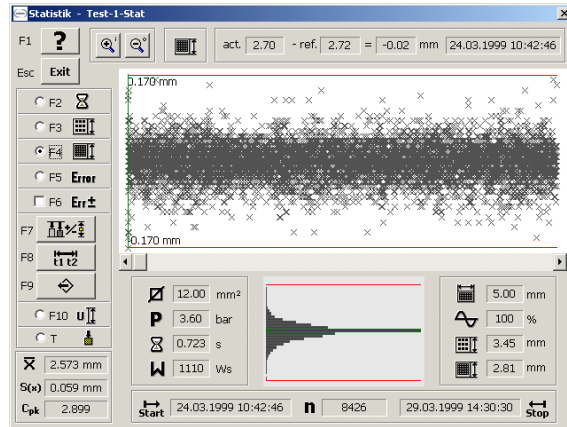 Statistik - Test-1-Stat
F1 ? act. 2.70 - ref. 2.72 = -0.02 mm 24.03.1999 10:42:46
Esc Exit
0.170 mm
F2
F3
F4
F5 Error
F6 Err±
F7
F8 t1 t2
F9
F10 U
T
0.170 mm
12.00 mm² 5.00 mm
P 3.60 bar 100 %
0.723 s 3.45 mm
W 1110 Ws 2.81 mm
X 2.573 mm
S(x) 0.059 mm
Cpk 2.899
Start 24.03.1999 10:42:46 n 8426 29.03.1999 14:30:30 Stop